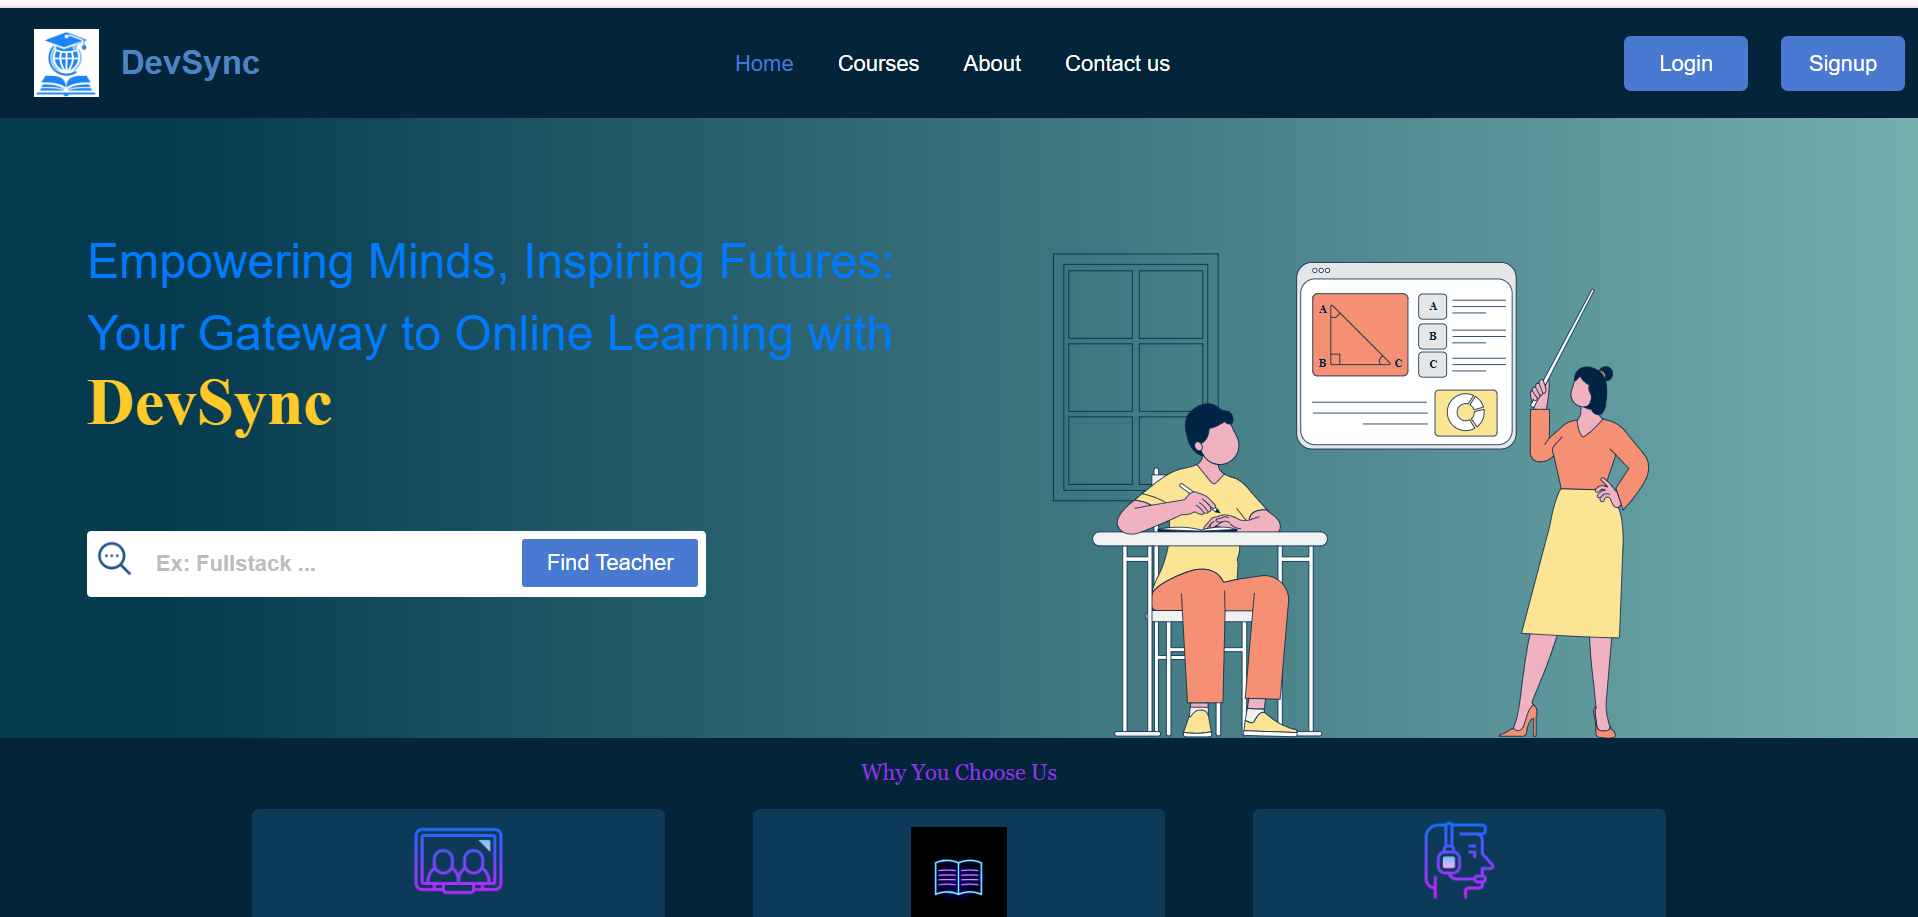 DevSync
Home
Courses
About
Contact us
Login
Signup
Empowering Minds, Inspiring Futures:
Your Gateway to Online Learning with
DevSync
Ex: Fullstack ...
Find Teacher
A
B
C
A
B
C
Why You Choose Us